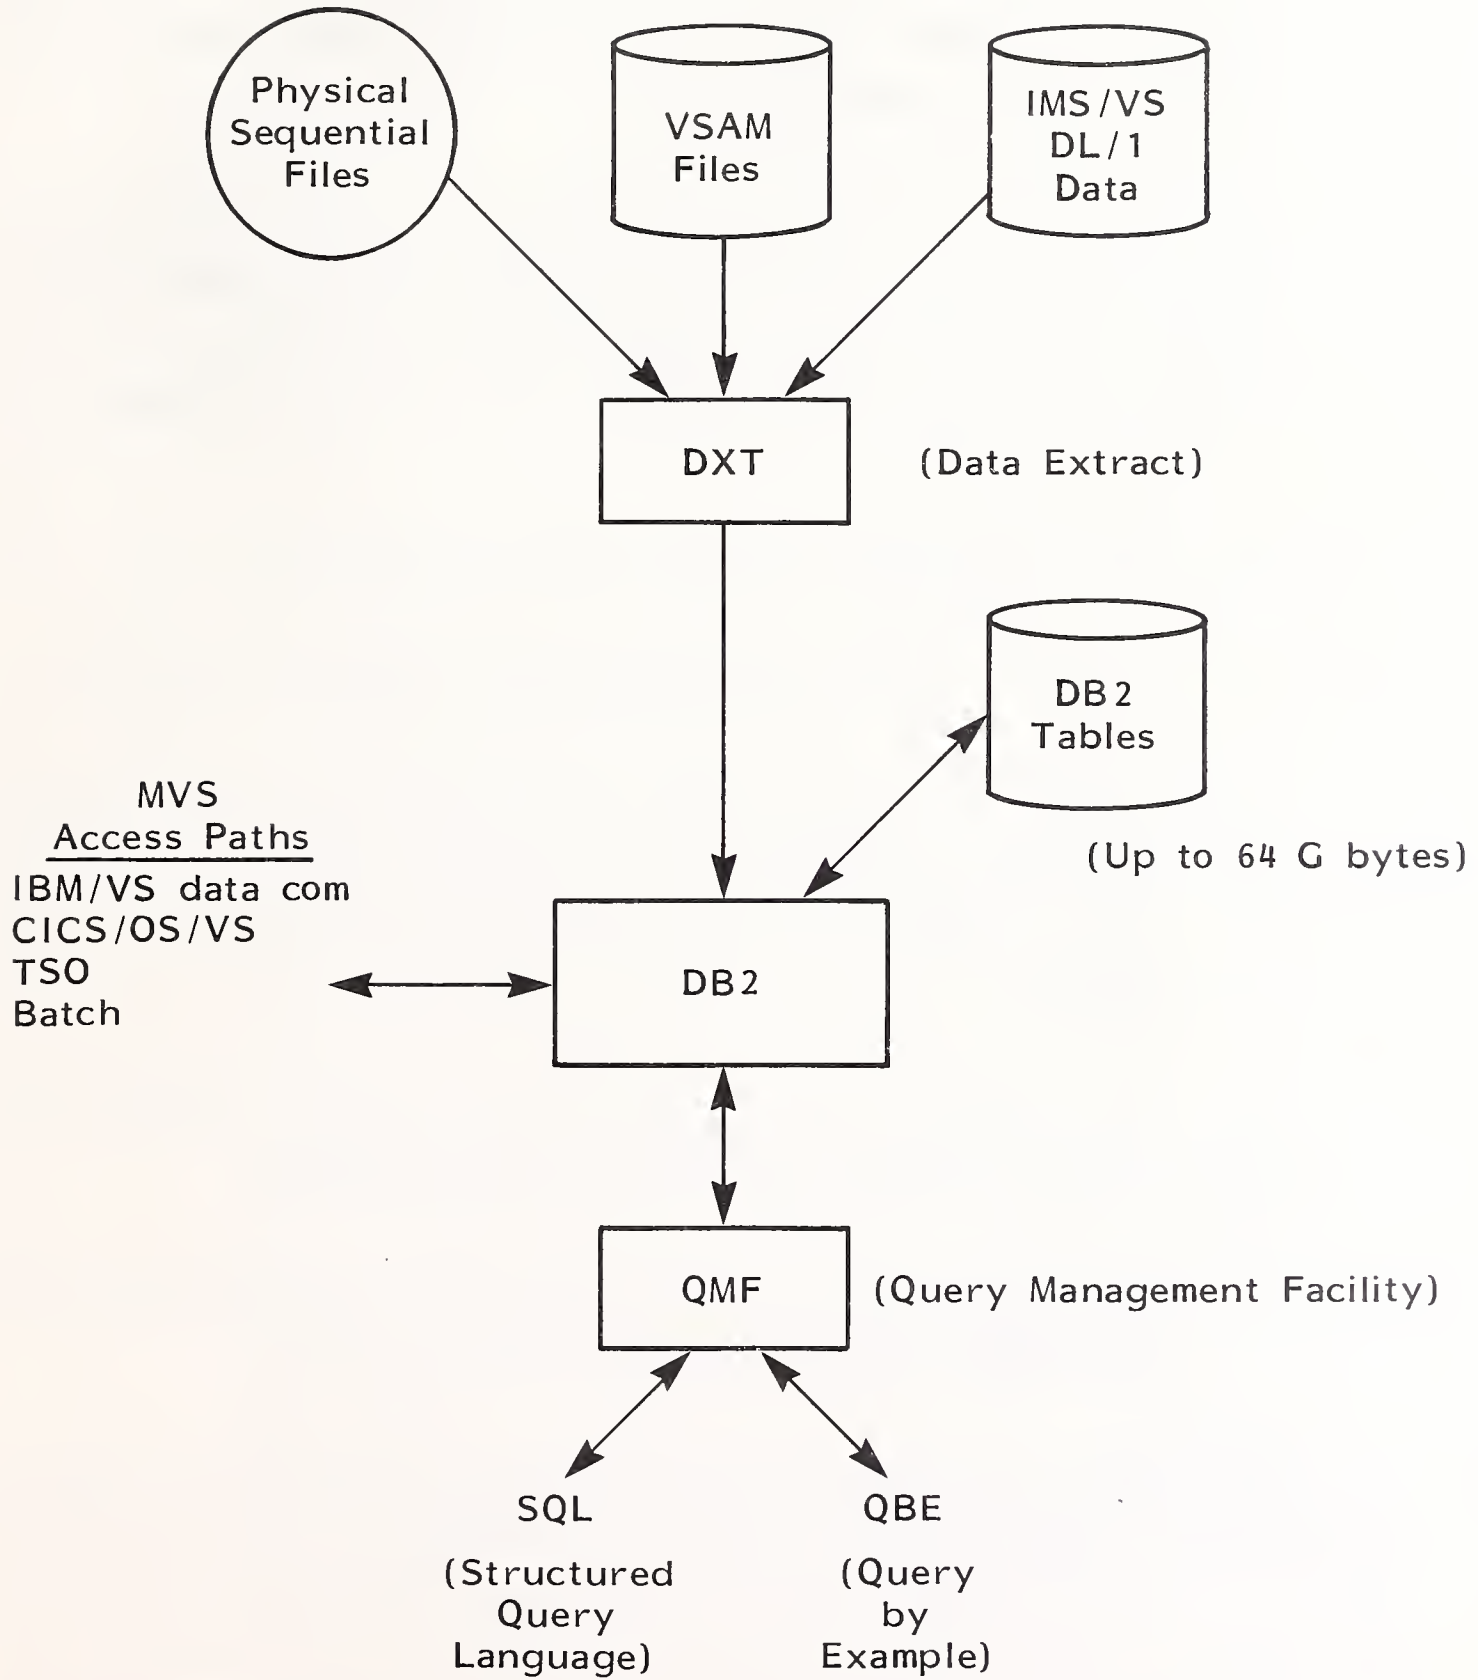 Physical
Sequential
Files
VSAM
Files
IMS/VS
DL/1
Data
DXT
(Data Extract)
DB2
Tables
(Up to 64 G bytes)
MVS
Access Paths
IBM/VS data com
CICS/OS/VS
TSO
Batch
DB2
QMF
(Query Management Facility)
SQL
(Structured
Query
Language)
QBE
(Query
by
Example)